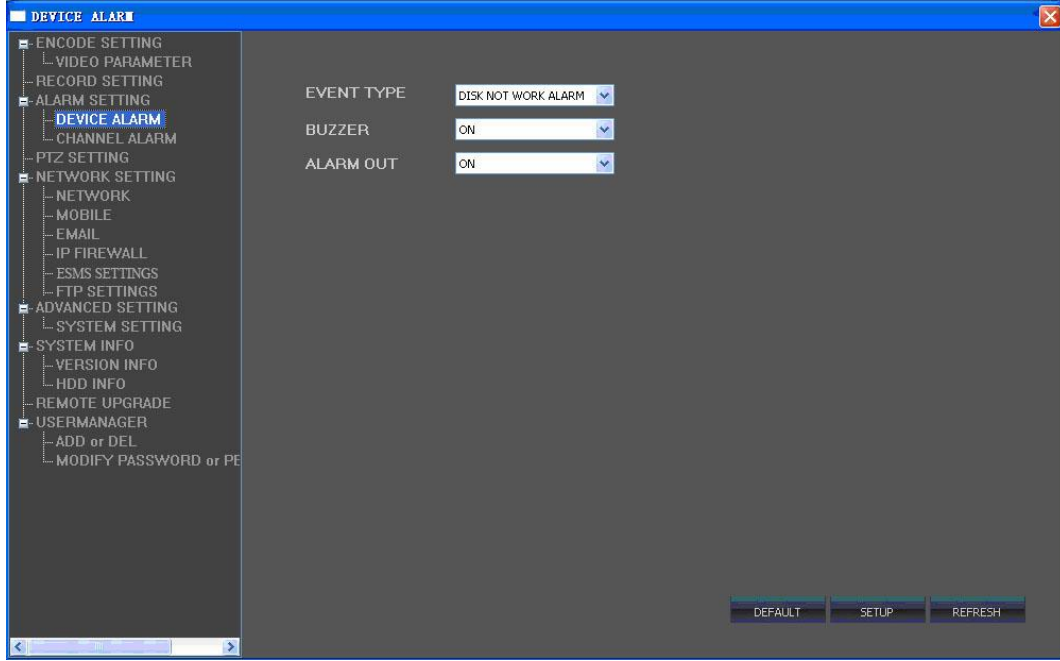 DEVICE ALARM
ENCODE SETTING
VIDEO PARAMETER
RECORD SETTING
ALARM SETTING
DEVICE ALARM
CHANNEL ALARM
PTZ SETTING
NETWORK SETTING
NETWORK
MOBILE
EMAIL
IP FIREWALL
ESMS SETTINGS
FTP SETTINGS
ADVANCED SETTING
SYSTEM SETTING
SYSTEM INFO
VERSION INFO
HDD INFO
REMOTE UPGRADE
USERMANAGER
ADD or DEL
MODIFY PASSWORD or PE
EVENT TYPE DISK NOT WORK ALARM
BUZZER ON
ALARM OUT ON
DEFAULT SETUP REFRESH